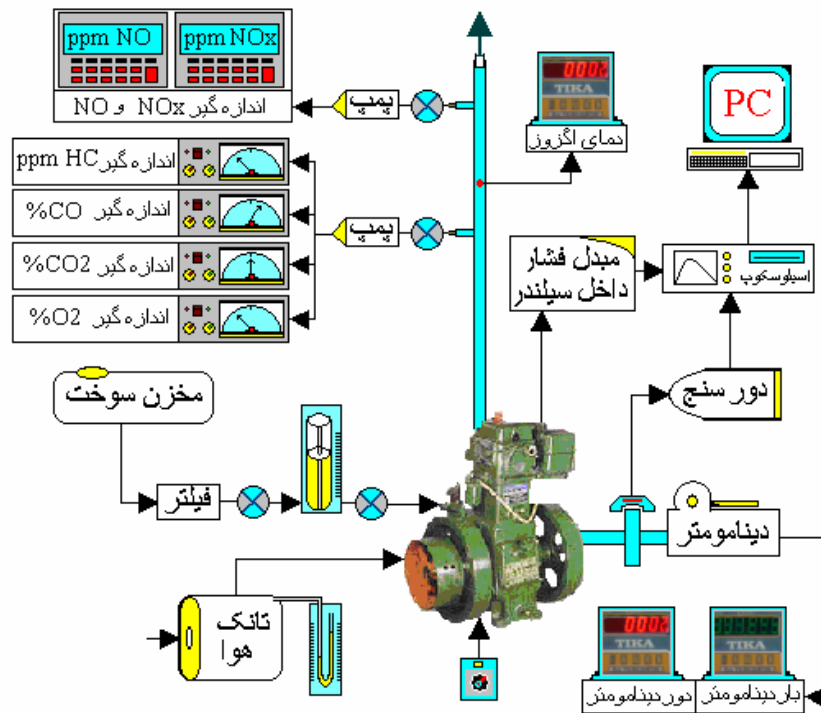 ppm NO
ppm NOx
اندازه گیر NOx و NO
پمپ
TIKA
دمای اگزوز
PC
اندازه گیر ppm HC
اندازه گیر %CO
اندازه گیر %CO2
اندازه گیر %O2
پمپ
مبدل فشار
داخل سیلندر
اسیلوسکوپ
مخزن سوخت
دور سنج
فیلتر
دینامومتر
تانک
هوا
TIKA
TIKA
دور دینامومتر
بار دینامومتر